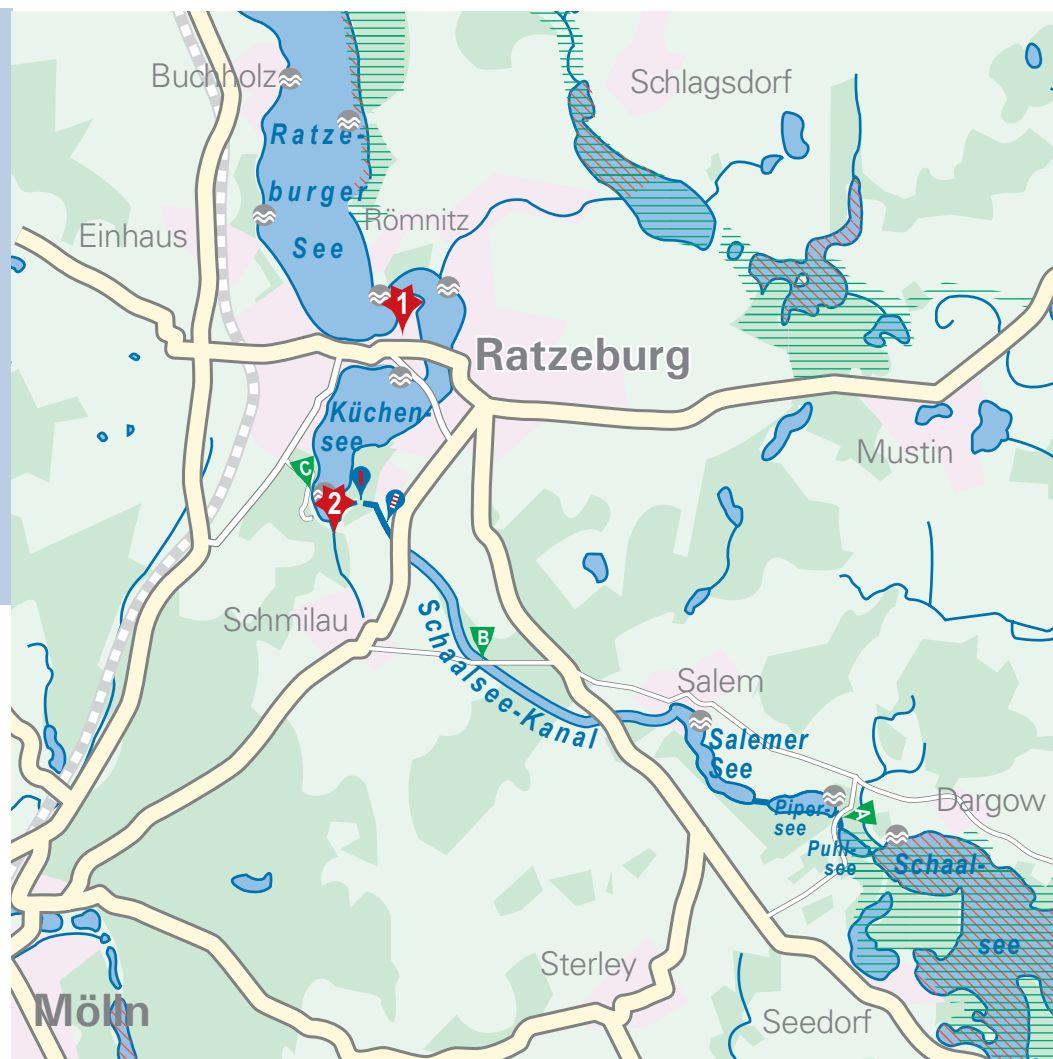 Buchholz
Schlagsdorf
Ratze-
burger
See
Römnitz
Einhaus
1
Ratzeburg
Küchen-
see
Mustin
C
2
Schmilau
B
Schaalsee-Kanal
Salem
Salemer
See
Dargow
Piper-
see
A
Puhl-
see
Schaal-
see
Sterley
Mölln
Seedorf